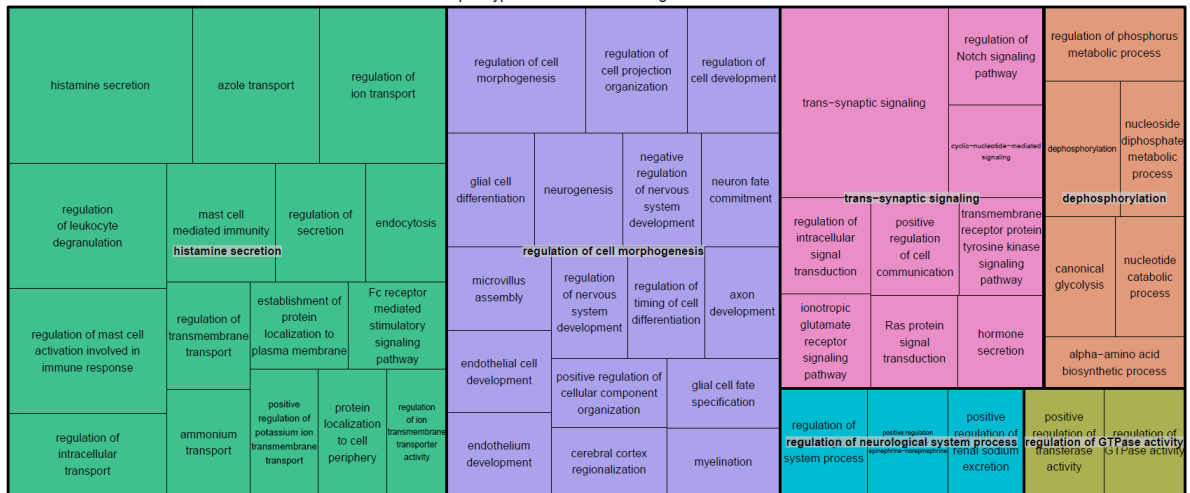 histamine secretion
azole transport
regulation of
ion transport
regulation
of leukocyte
degranulation
mast cell
mediated immunity
regulation of
secretion
endocytosis
histamine secretion
regulation of mast cell
activation involved in
immune response
regulation of
transmembrane
transport
establishment of
protein
localization to
plasma membrane
Fc receptor
mediated
stimulatory
signaling
pathway
regulation of
intracellular
transport
ammonium
transport
positive
regulation of
potassium ion
transmembrane
transport
protein
localization
to cell
periphery
regulation
of ion
transmembrane
transporter
activity
regulation of cell
morphogenesis
regulation of
cell projection
organization
regulation of
cell development
glial cell
differentiation
neurogenesis
negative
regulation
of nervous
system
development
neuron fate
commitment
regulation of cell morphogenesis
microvillus
assembly
regulation
of nervous
system
development
regulation of
timing of cell
differentiation
axon
development
endothelial cell
development
positive regulation of
cellular component
organization
glial cell fate
specification
endothelium
development
cerebral cortex
regionalization
myelination
trans-synaptic signaling
regulation of
Notch signaling
pathway
cyclic-nucleotide-mediated
signaling
trans-synaptic signaling
regulation of
intracellular
signal
transduction
positive
regulation
of cell
communication
transmembrane
receptor protein
tyrosine kinase
signaling
pathway
ionotropic
glutamate
receptor
signaling
pathway
Ras protein
signal
transduction
hormone
secretion
regulation of phosphorus
metabolic process
dephosphorylation
nucleoside
diphosphate
metabolic
process
dephosphorylation
canonical
glycolysis
nucleotide
catabolic
process
alpha-amino acid
biosynthetic process
regulation of
system process
positive regulation
epinephrine-norepinephrine
positive
regulation of
renal sodium
excretion
regulation of neurological system process
positive
regulation of
transferase
activity
regulation of
GTPase activity
regulation of GTPase activity